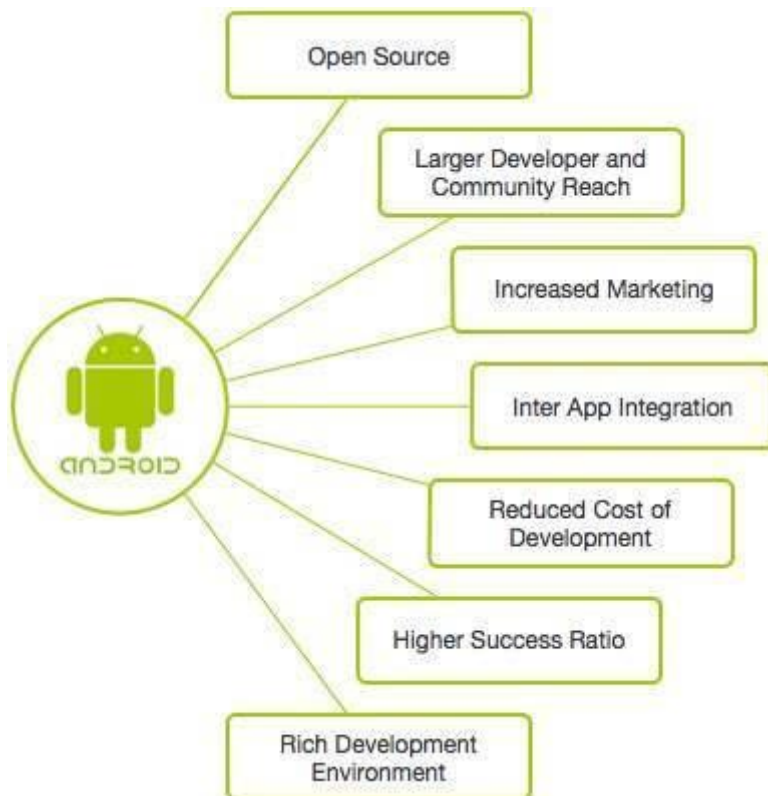 Open Source
Larger Developer and
Community Reach
Increased Marketing
Inter App Integration
ANDROID
Reduced Cost of
Development
Higher Success Ratio
Rich Development
Environment